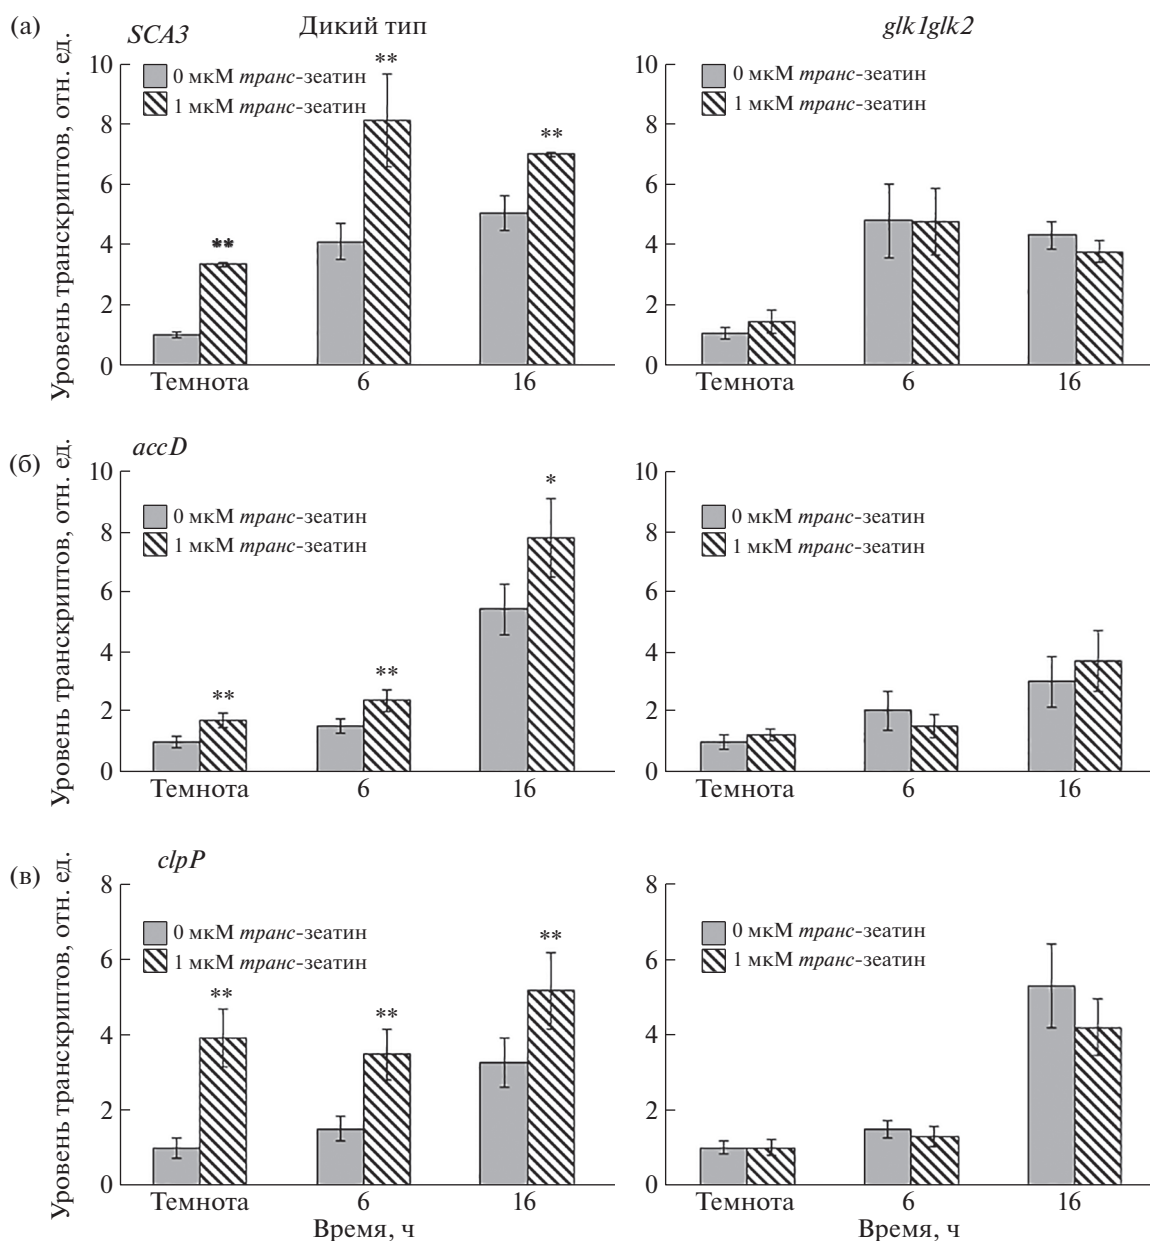 (а)
SCA3
Дикий тип
glk1glk2
Уровень транскриптов, отн. ед.
10
8
6
4
2
0
0 мкМ транс-зеатин
1 мкМ транс-зеатин
**
**
**
Темнота
6
16
10
8
6
4
2
0
0 мкМ транс-зеатин
1 мкМ транс-зеатин
Темнота
6
16
(б)
accD
Уровень транскриптов, отн. ед.
10
8
6
4
2
0
0 мкМ транс-зеатин
1 мкМ транс-зеатин
**
**
*
Темнота
6
16
10
8
6
4
2
0
0 мкМ транс-зеатин
1 мкМ транс-зеатин
Темнота
6
16
(в)
clpP
Уровень транскриптов, отн. ед.
8
6
4
2
0
0 мкМ транс-зеатин
1 мкМ транс-зеатин
**
**
**
Темнота
6
16
Время, ч
8
6
4
2
0
0 мкМ транс-зеатин
1 мкМ транс-зеатин
Темнота
6
16
Время, ч